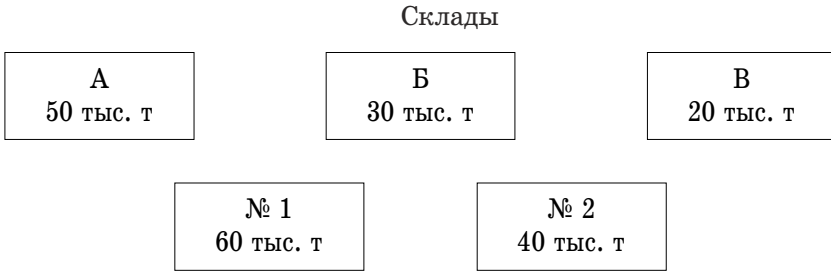 Склады
А
50 тыс. т
Б
30 тыс. т
В
20 тыс. т
№ 1
60 тыс. т
№ 2
40 тыс. т